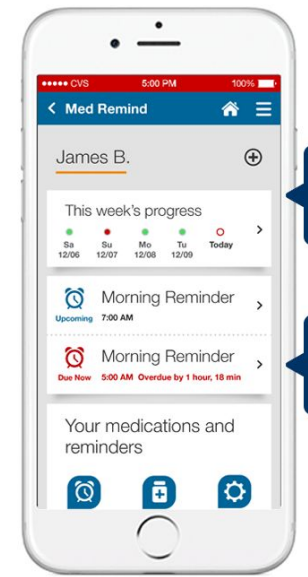 CVS 5:00 PM 100%
Med Remind
James B.
This week's progress
Sa Su Mo Tu Today
12/06 12/07 12/08 12/09
Morning Reminder
Upcoming 7:00 AM
Morning Reminder
Due Now 5:00 AM Overdue by 1 hour, 18 min
Your medications and
reminders